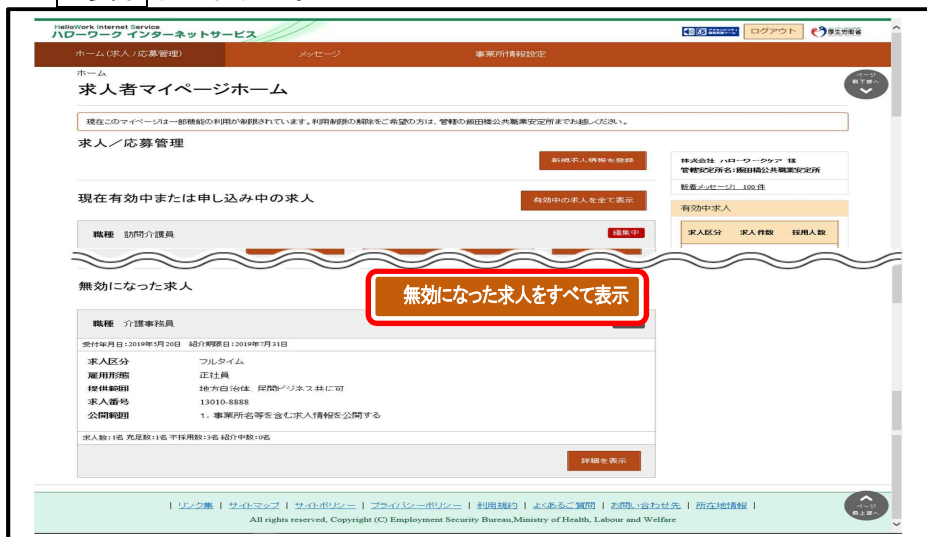 HelloWork Internet Service
ハローワーク インターネットサービス
ログアウト
厚生労働省
ホーム(求人/応募管理)
メッセージ
事業所情報設定
ホーム
求人者マイページホーム
ページ
最下部へ
現在このマイページは一部機能の利用が制限されています。利用制限の解除をご希望の方は、管轄の飯田橋公共職業安定所までお越しください。
求人/応募管理
新規求人情報を登録
株式会社 ハローワークケア 様
管轄安定所名:飯田橋公共職業安定所
新着メッセージ: 100件
現在有効中または申し込み中の求人
有効中の求人を全て表示
有効中求人
職種 訪問介護員
編集中
求人区分 求人件数 採用人数
無効になった求人
無効になった求人をすべて表示
職種 介護事務員
受付年月日:2019年5月20日 紹介期限日:2019年7月31日
求人区分 フルタイム
雇用形態 正社員
提供範囲 地方自治体、民間ビジネス共に可
求人番号 13010-8888
公開範囲 1.事業所名等を含む求人情報を公開する
求人数:1名 充足数:1名 不採用数:3名 紹介中数:0名
詳細を表示
| リンク集 | サイトマップ | サイトポリシー | プライバシーポリシー | 利用規約 | よくあるご質問 | お問い合わせ先 | 所在地情報 |
All rights reserved, Copyright (C) Employment Security Bureau,Ministry of Health, Labour and Welfare
ページ
最上部へ